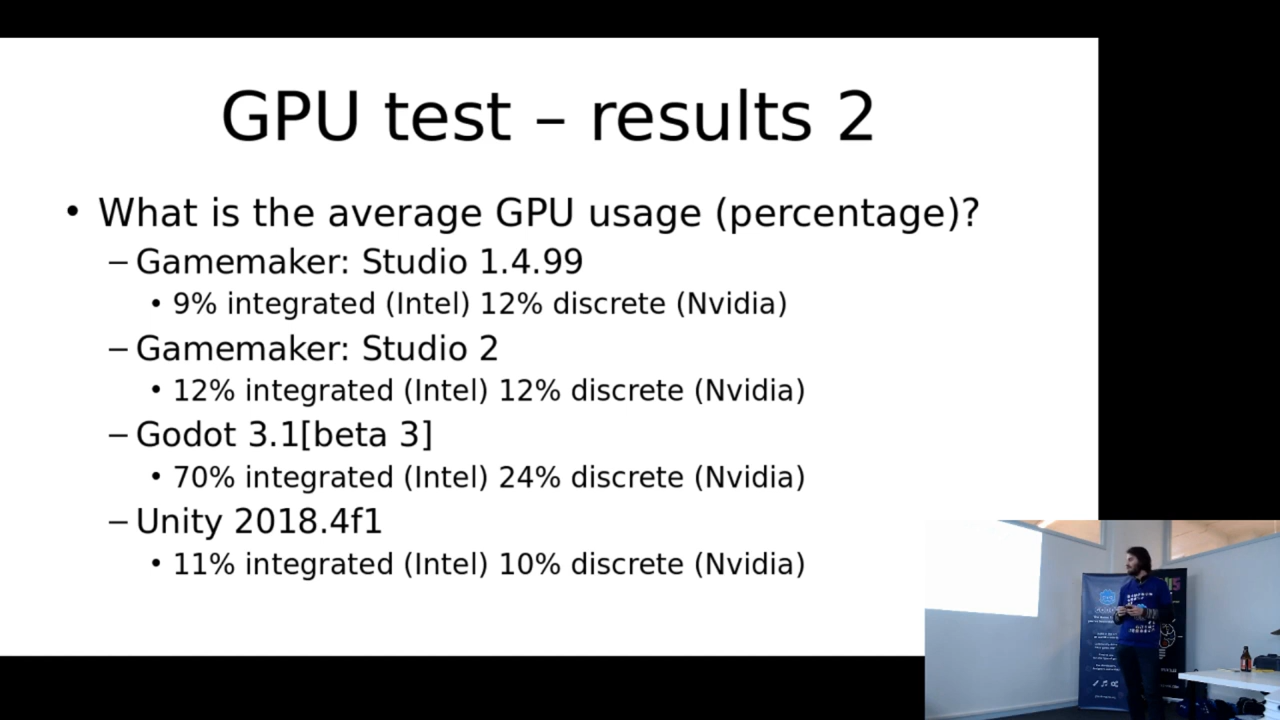 GPU test – results 2
• What is the average GPU usage (percentage)?
– Gamemaker: Studio 1.4.99
• 9% integrated (Intel) 12% discrete (Nvidia)
– Gamemaker: Studio 2
• 12% integrated (Intel) 12% discrete (Nvidia)
– Godot 3.1[beta 3]
• 70% integrated (Intel) 24% discrete (Nvidia)
– Unity 2018.4f1
• 11% integrated (Intel) 10% discrete (Nvidia)